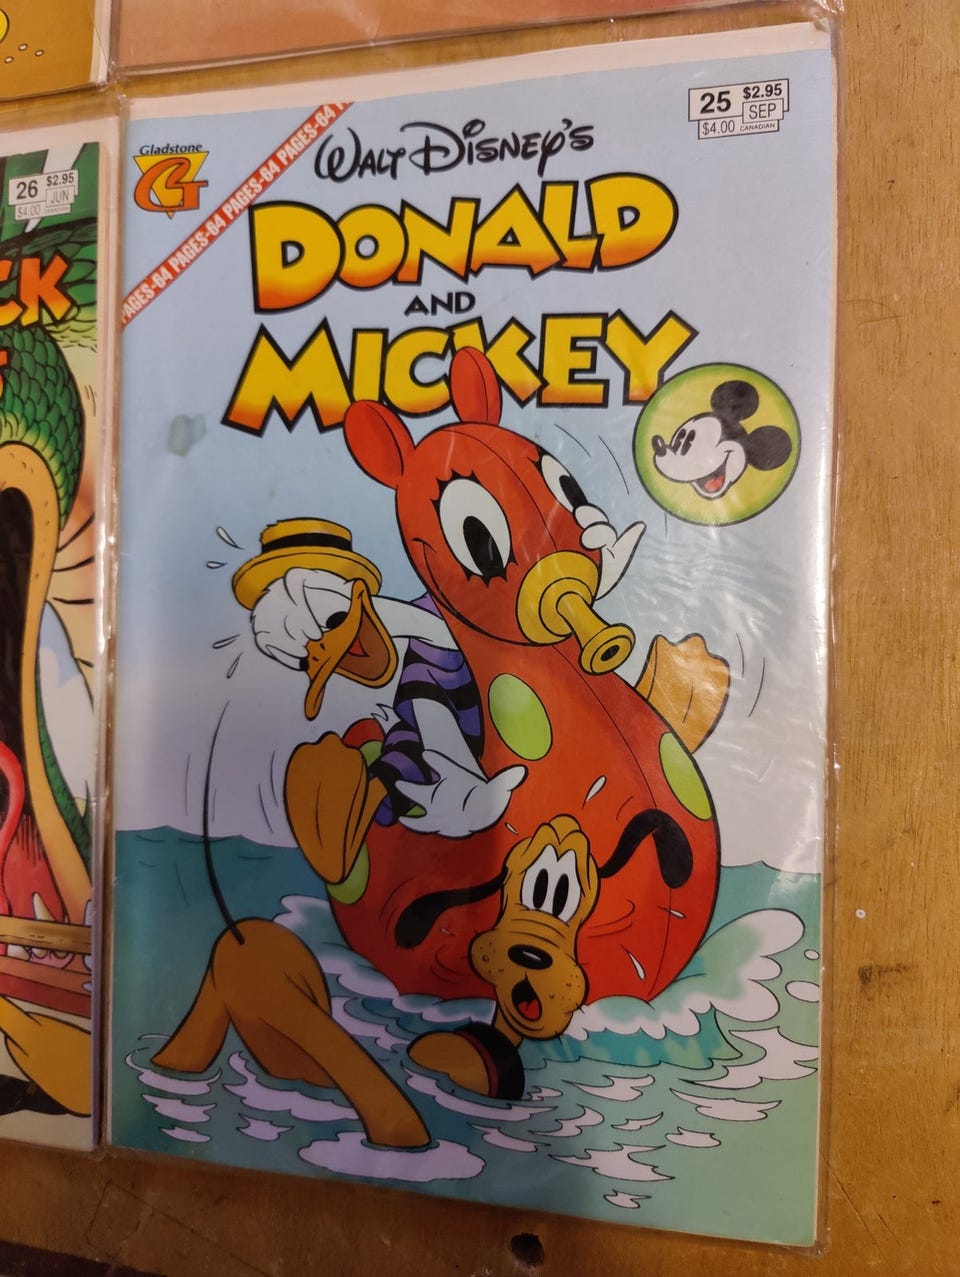 Gladstone
G
PAGES-64 PAGES-64 PAGES-64 PAGES-64
25 $2.95
SEP
$4.00 CANADIAN
WALT DISNEY'S
DONALD
AND
MICKEY
26 $2.95
JUN
$4.00 CANADIAN
CK